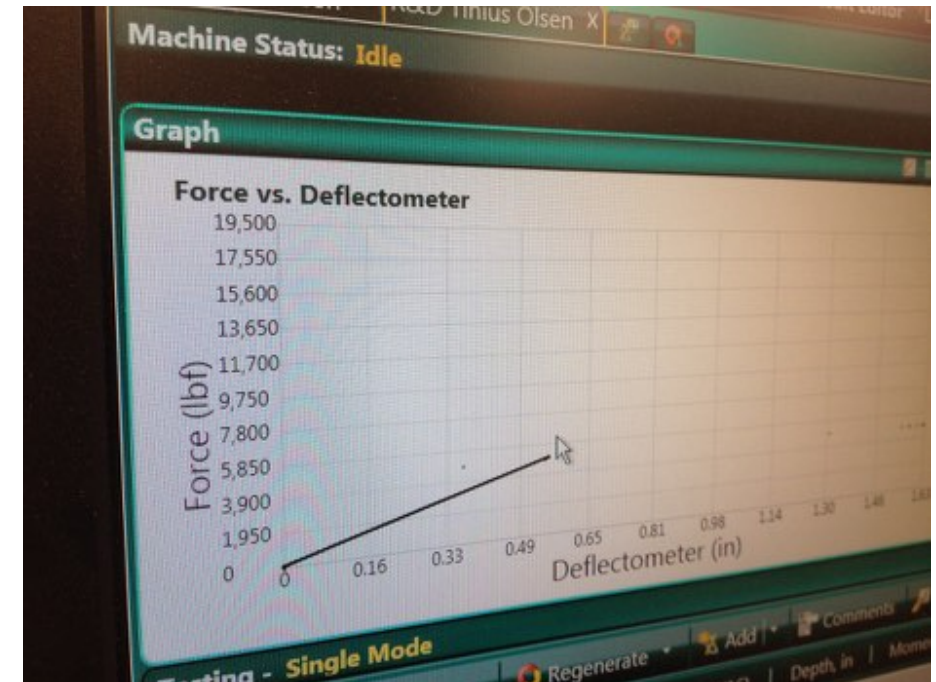 Tinius Olsen X
Machine Status: Idle
Graph
Force vs. Deflectometer
19,500
17,550
15,600
13,650
11,700
9,750
7,800
5,850
3,900
1,950
0
Force (lbf)
0 0.16 0.33 0.49 0.65 0.81 0.98 1.14 1.30 1.46
Deflectometer (in)
Single Mode
Regenerate Add Comments
Depth, in